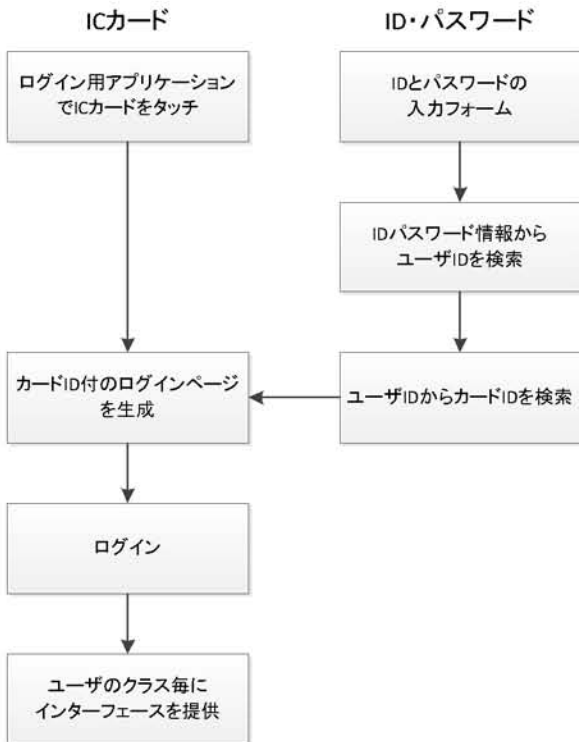 ICカード
ログイン用アプリケーション
でICカードをタッチ
カードID付のログインページ
を生成
ログイン
ユーザのクラス毎に
インターフェースを提供
ID・パスワード
IDとパスワードの
入力フォーム
IDパスワード情報から
ユーザIDを検索
ユーザIDからカードIDを検索